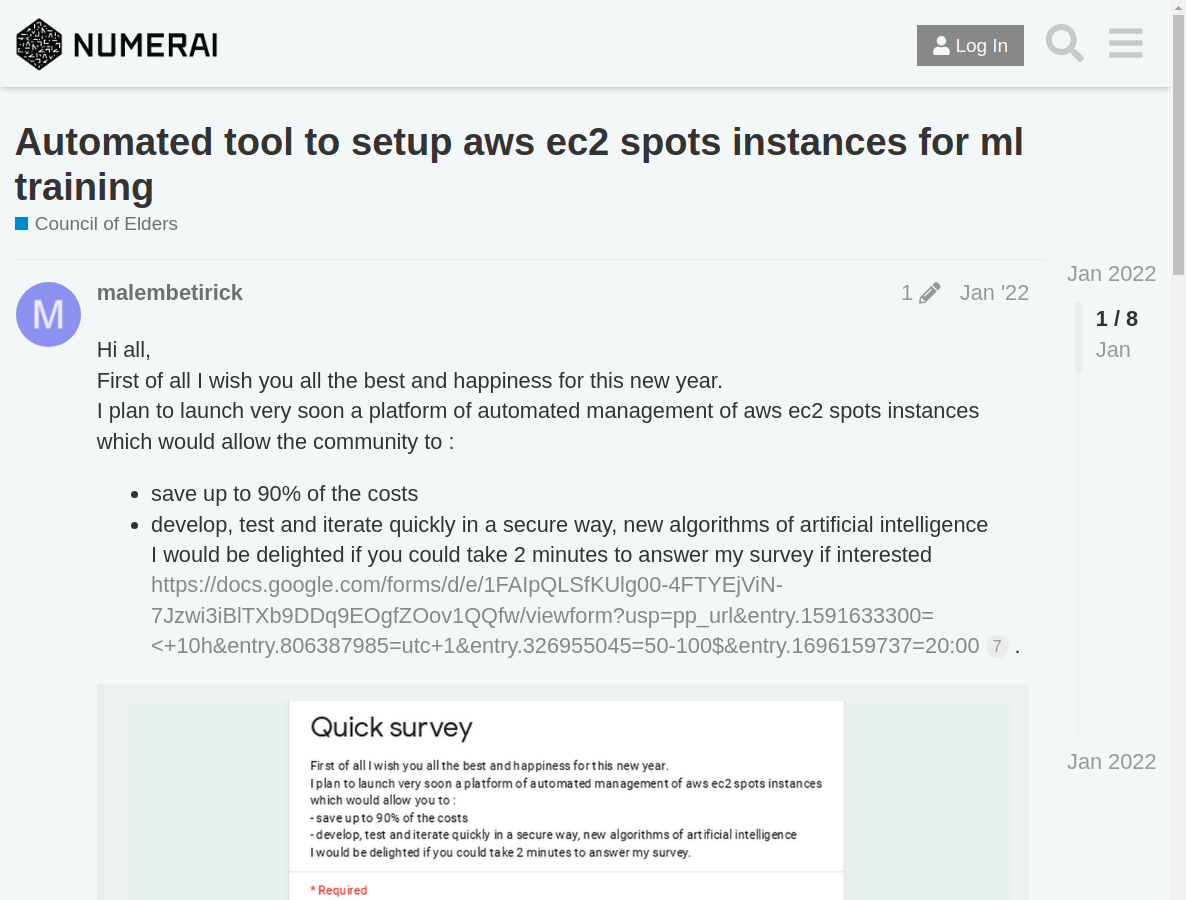 NUMERAI
Log In
Automated tool to setup aws ec2 spots instances for ml
training
Council of Elders
Jan 2022
1 / 8
Jan
Jan 2022
M
malembetirick
1
Jan '22
Hi all,
First of all I wish you all the best and happiness for this new year.
I plan to launch very soon a platform of automated management of aws ec2 spots instances
which would allow the community to :
• save up to 90% of the costs
• develop, test and iterate quickly in a secure way, new algorithms of artificial intelligence
I would be delighted if you could take 2 minutes to answer my survey if interested
https://docs.google.com/forms/d/e/1FAIpQLSfKUlg00-4FTYEjViN-
7Jzwi3iBlTXb9DDq9EOgfZOov1QQfw/viewform?usp=pp_url&entry.1591633300=
<+10h&entry.806387985=utc+1&entry.326955045=50-100$&entry.1696159737=20:00 7 .
Quick survey
First of all I wish you all the best and happiness for this new year.
I plan to launch very soon a platform of automated management of aws ec2 spots instances
which would allow you to :
- save up to 90% of the costs
- develop, test and iterate quickly in a secure way, new algorithms of artificial intelligence
I would be delighted if you could take 2 minutes to answer my survey.
* Required